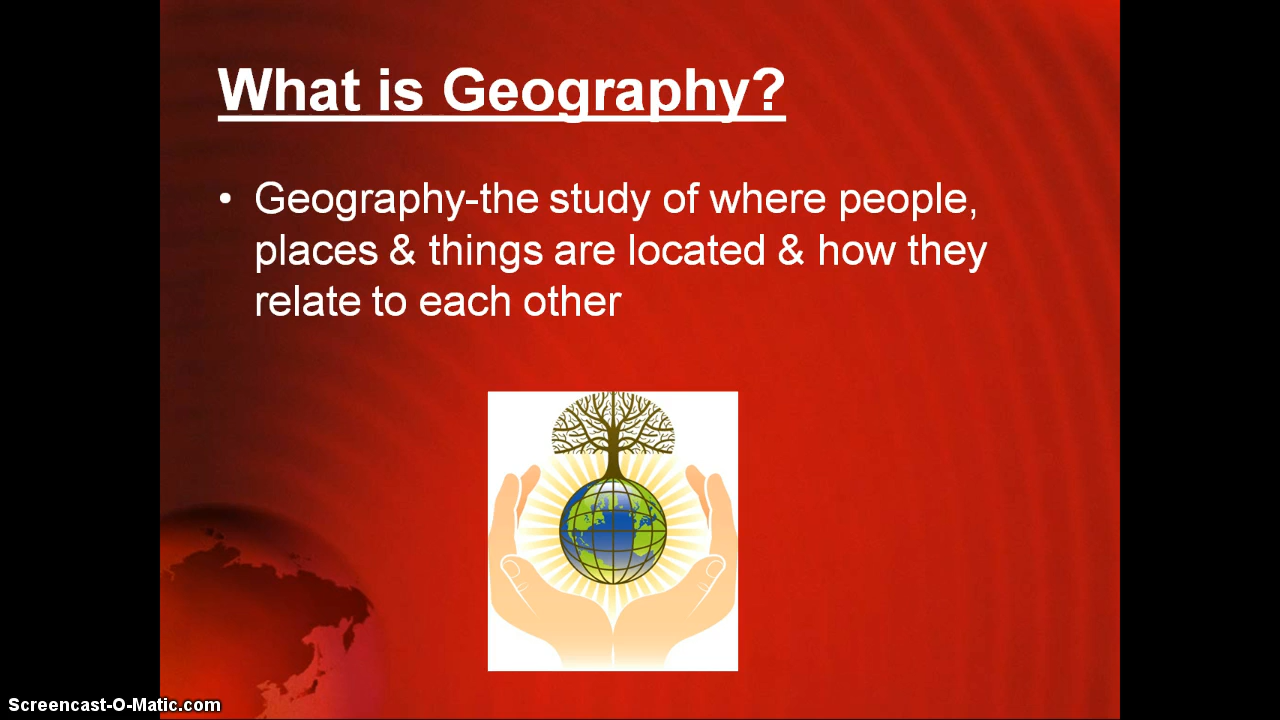 What is Geography?
• Geography-the study of where people,
places & things are located & how they
relate to each other
Screencast-O-Matic.com